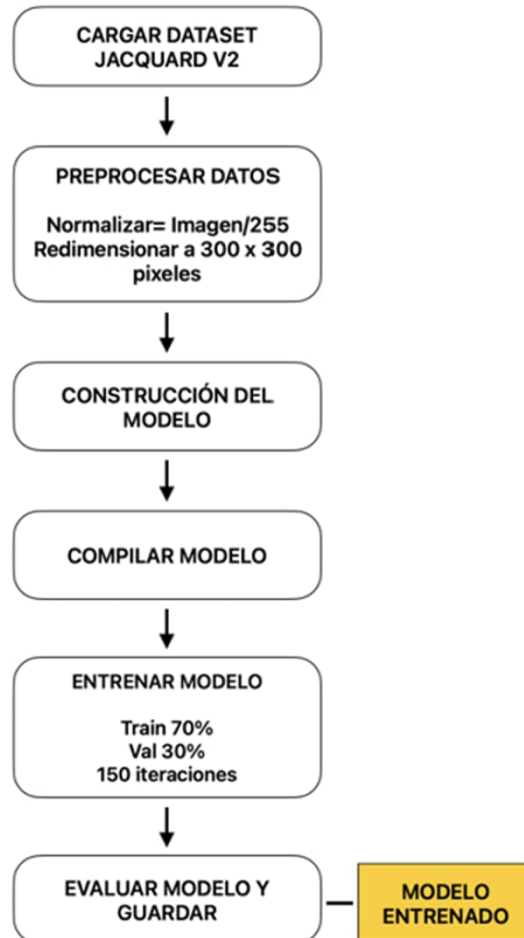 CARGAR DATASET
JACQUARD V2
PREPROCESAR DATOS
Normalizar= Imagen/255
Redimensionar a 300 x 300
pixeles
CONSTRUCCIÓN DEL
MODELO
COMPILAR MODELO
ENTRENAR MODELO
Train 70%
Val 30%
150 iteraciones
EVALUAR MODELO Y
GUARDAR
MODELO
ENTRENADO